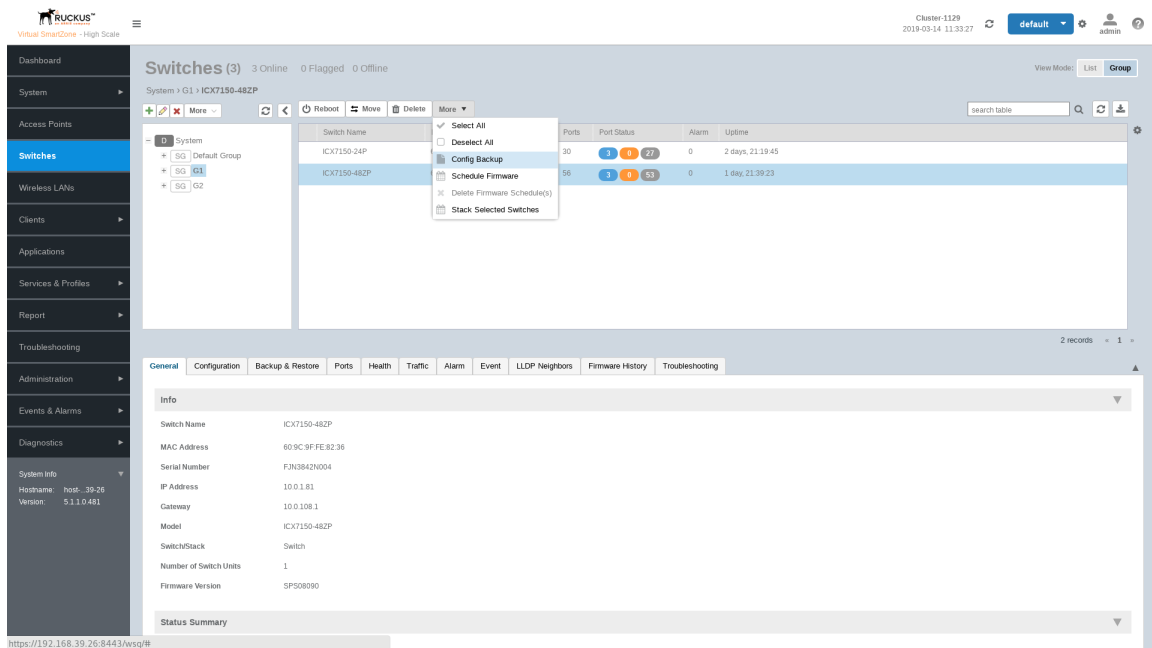 RUCKUS™
Virtual SmartZone - High Scale
Cluster-1129
2019-03-14 11:33:27
default
admin
Dashboard
System
Access Points
Switches
Wireless LANs
Clients
Applications
Services & Profiles
Report
Troubleshooting
Administration
Events & Alarms
Diagnostics
System Info
Hostname: host-...39-26
Version: 5.1.1.0.481
Switches (3) 3 Online 0 Flagged 0 Offline
View Mode: List Group
System > G1 > ICX7150-48ZP
More
Reboot Move Delete More
search table
D System
SG Default Group
SG G1
SG G2
Select All
Deselect All
Config Backup
Schedule Firmware
Delete Firmware Schedule(s)
Stack Selected Switches
Switch Name Ports Port Status Alarm Uptime
ICX7150-24P 30 3 0 27 0 2 days, 21:19:45
ICX7150-48ZP 56 3 0 53 0 1 day, 21:39:23
2 records « 1 »
General Configuration Backup & Restore Ports Health Traffic Alarm Event LLDP Neighbors Firmware History Troubleshooting
Info
Switch Name ICX7150-48ZP
MAC Address 60:9C:9F:FE:82:36
Serial Number FJN3842N004
IP Address 10.0.1.81
Gateway 10.0.108.1
Model ICX7150-48ZP
Switch/Stack Switch
Number of Switch Units 1
Firmware Version SPS08090
Status Summary
https://192.168.39.26:8443/wsg/#